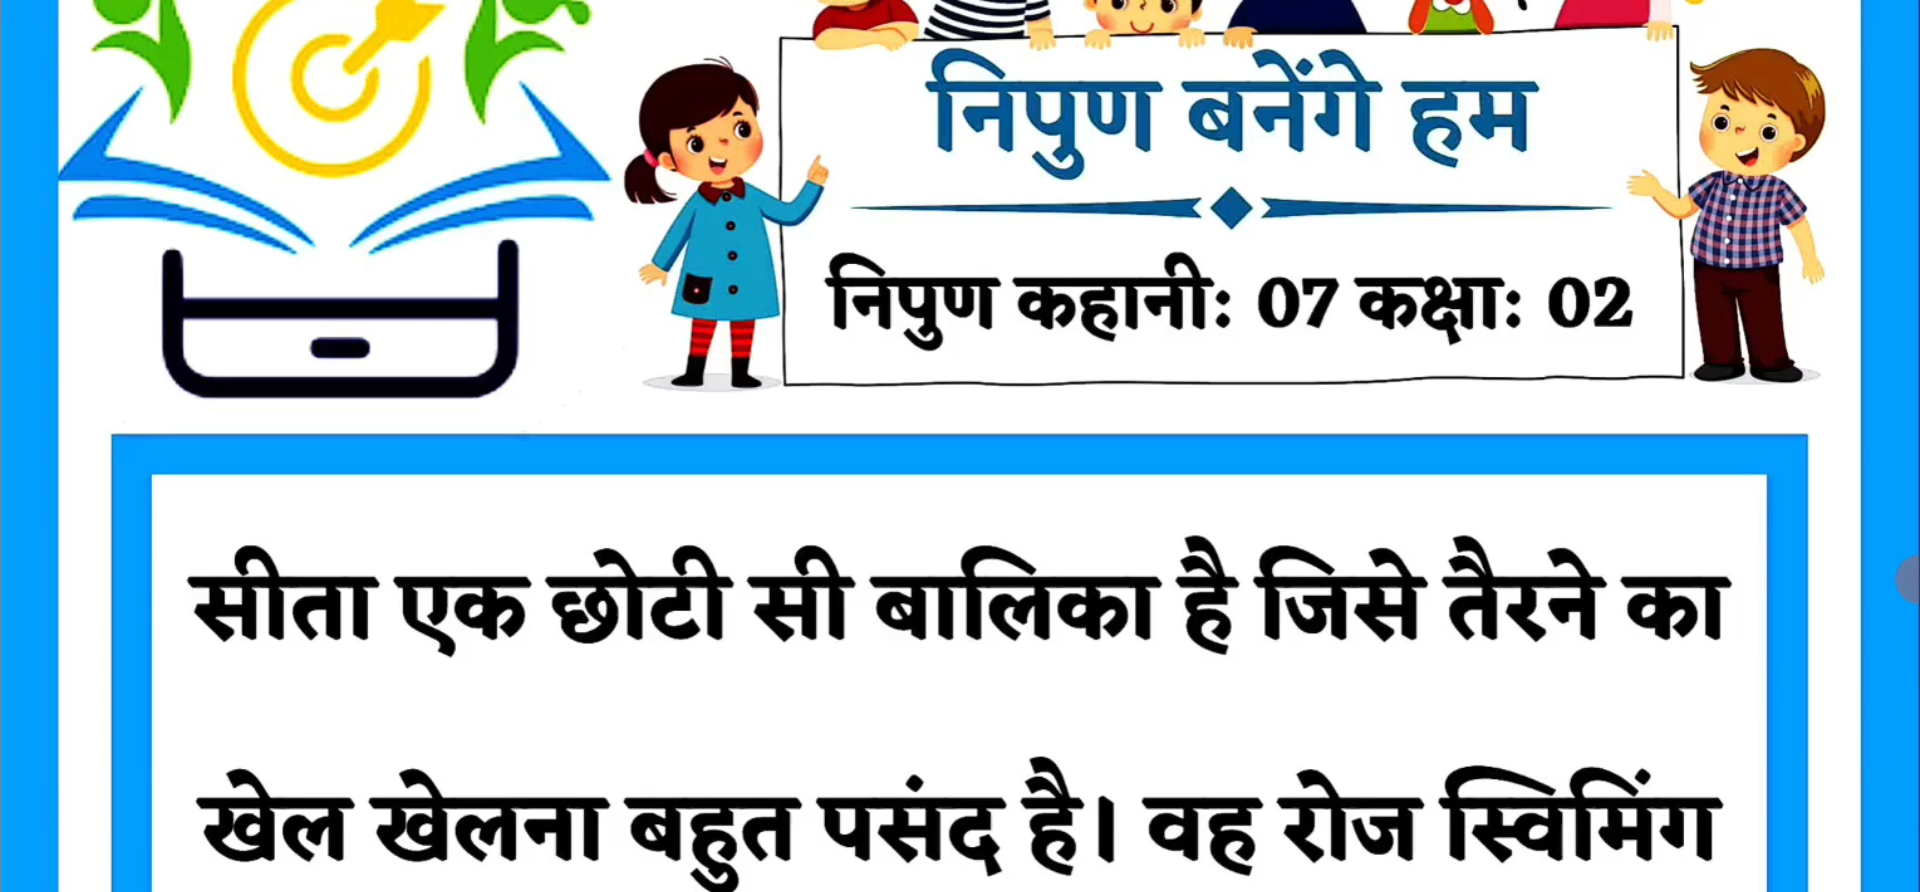 निपुण बनेंगे हम
निपुण कहानी: 07 कक्षा: 02
सीता एक छोटी सी बालिका है जिसे तैरने का
खेल खेलना बहुत पसंद है। वह रोज स्विमिंग